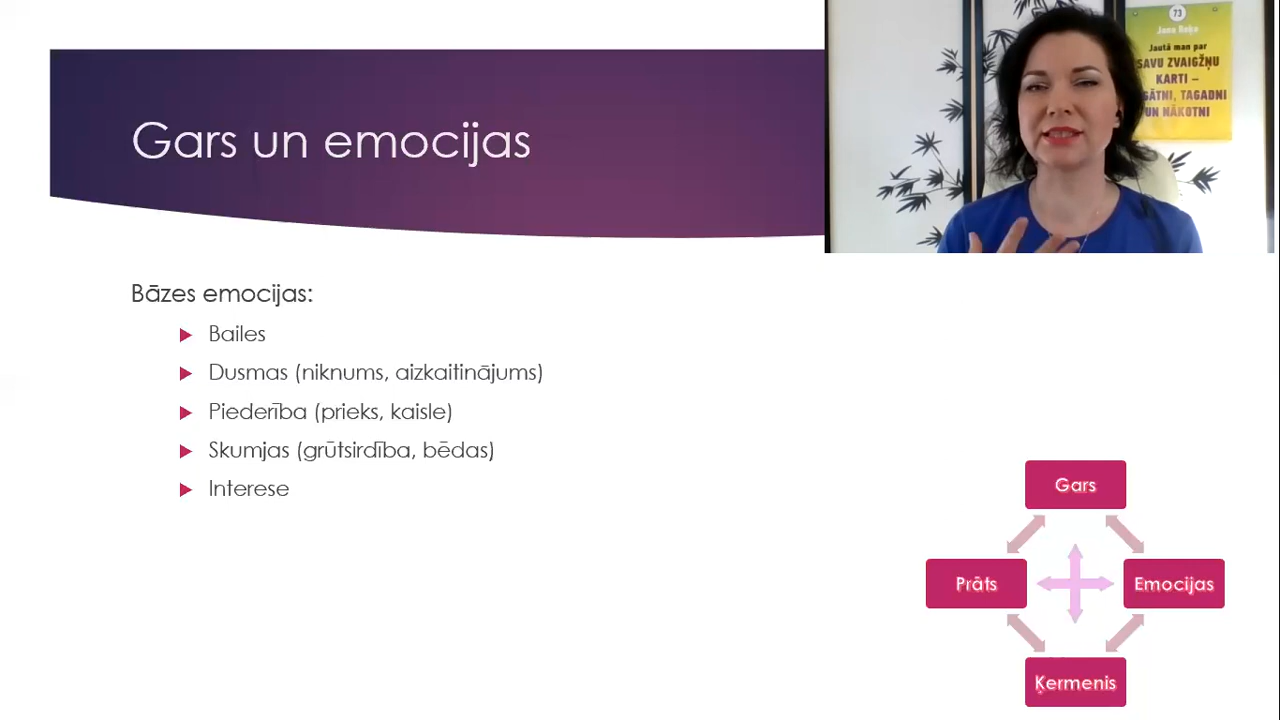 Gars un emocijas
73
Jautā man par
SAVU ZVAIGŽŅU
KARTI –
TAGADNI
UN NĀKOTNI
Bāzes emocijas:
Bailes
Dusmas (niknums, aizkaitinājums)
Piederība (prieks, kaisle)
Skumjas (grūtsirdība, bēdas)
Interese
Gars
Prāts
Emocijas
Ķermenis